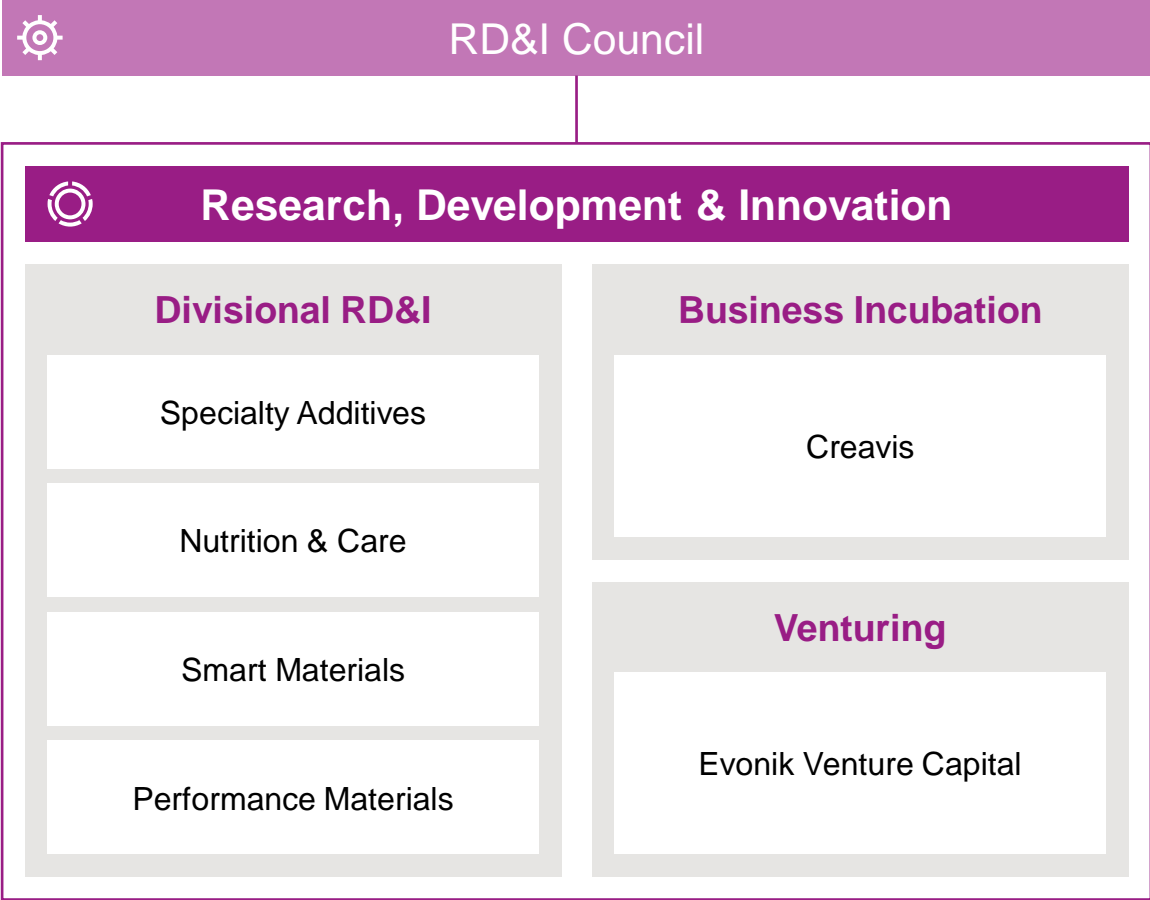 RD&I Council
Research, Development & Innovation
Divisional RD&I
Specialty Additives
Nutrition & Care
Smart Materials
Performance Materials
Business Incubation
Creavis
Venturing
Evonik Venture Capital